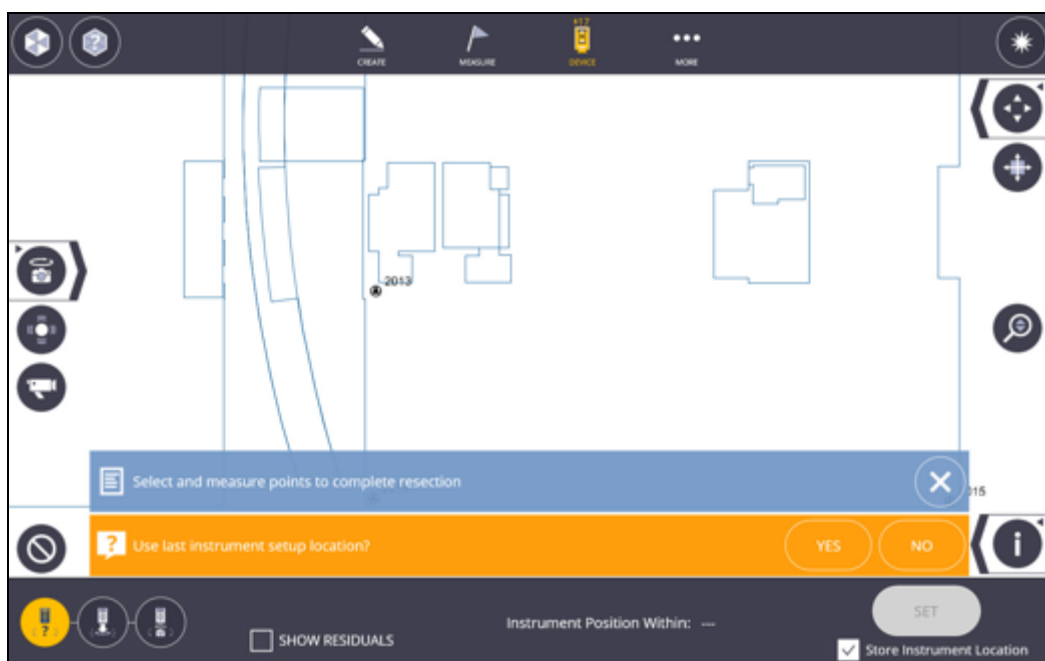 #17
CREATE
MEASURE
DEVICE
MORE
2013
Select and measure points to complete resection
015
Use last instrument setup location?
YES
NO
Instrument Position Within: ---
SET
SHOW RESIDUALS
Store Instrument Location